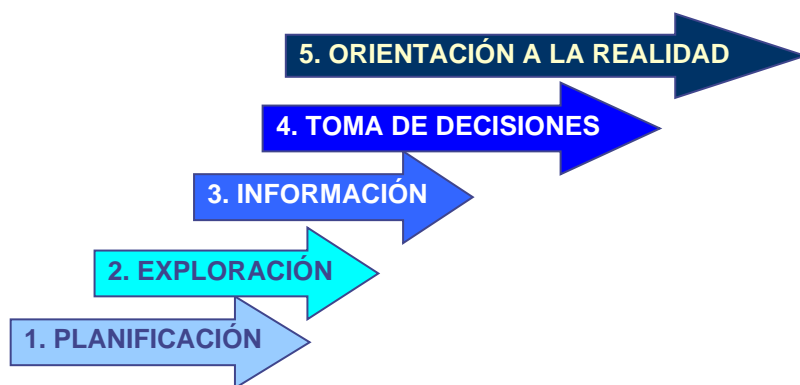 5. ORIENTACIÓN A LA REALIDAD
4. TOMA DE DECISIONES
3. INFORMACIÓN
2. EXPLORACIÓN
1. PLANIFICACIÓN